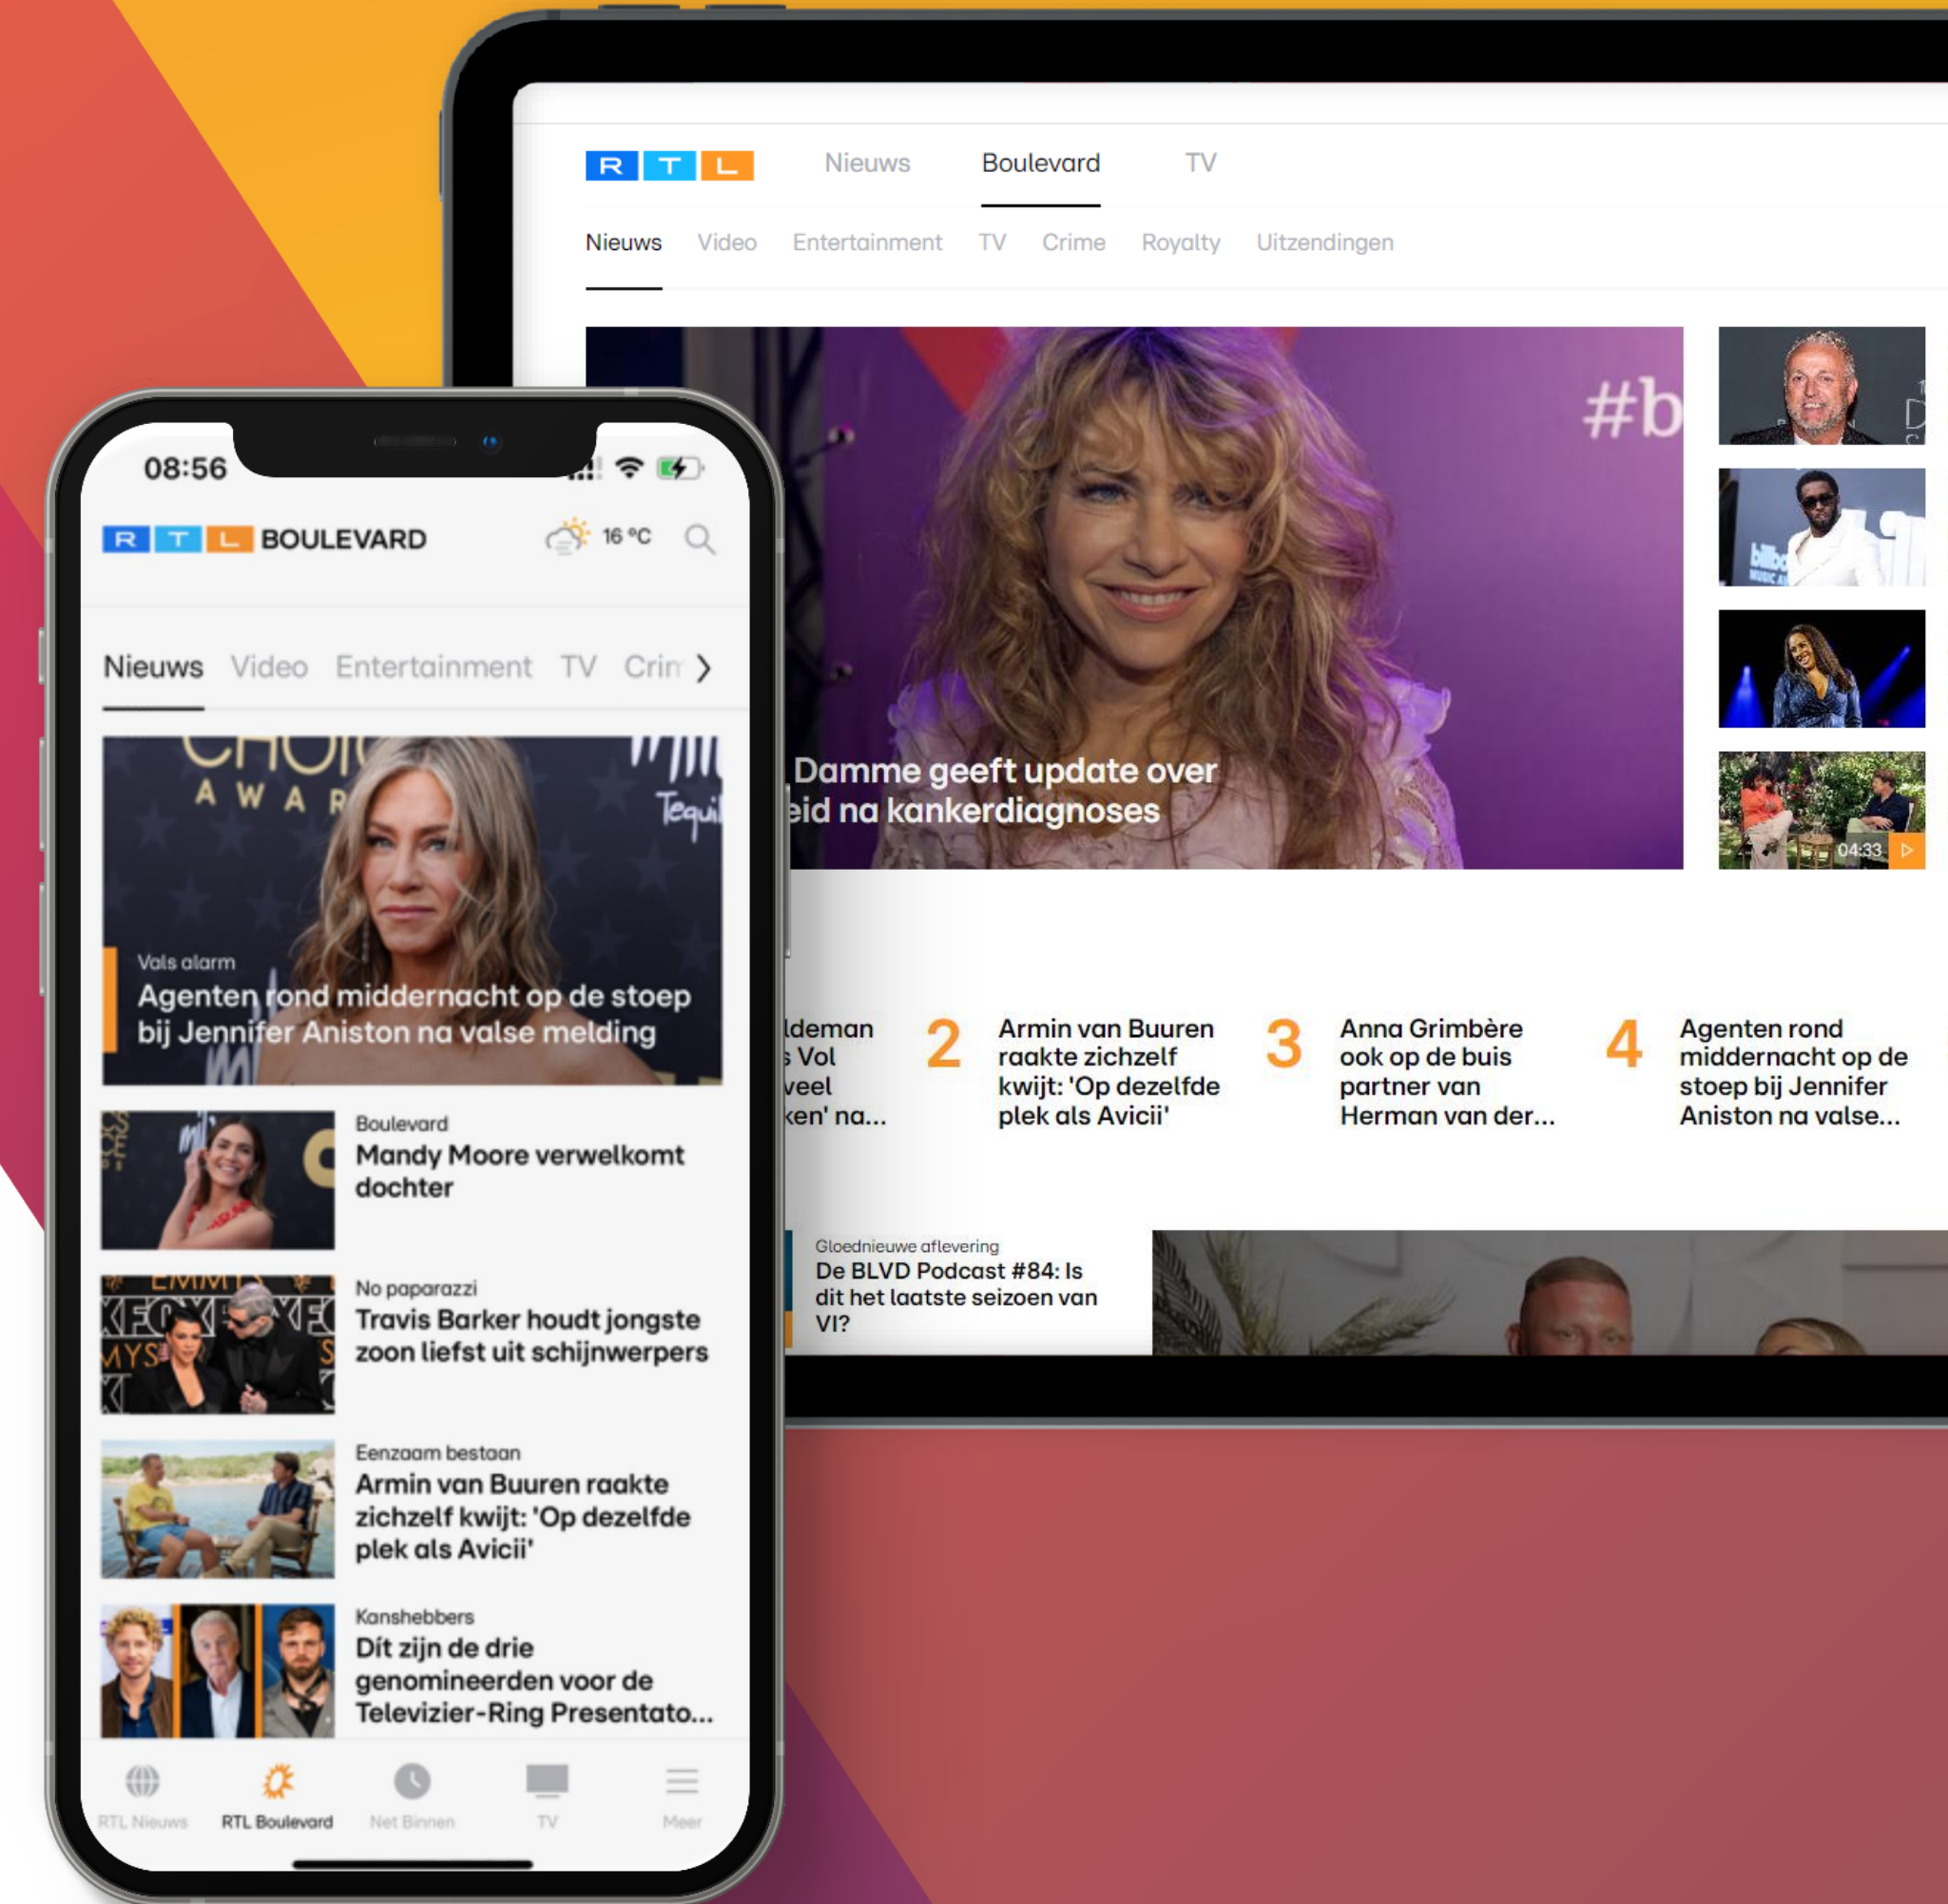 RTL Nieuws Boulevard TV
Nieuws Video Entertainment TV Crime Royalty Uitzendingen
#b
Damme geeft update over
eid na kankerdiagnoses
04:33
ldeman
s Vol
veel
ken' na...
2 Armin van Buuren
raakte zichzelf
kwijt: 'Op dezelfde
plek als Avicii'
3 Anna Grimbère
ook op de buis
partner van
Herman van der...
4 Agenten rond
middernacht op de
stoep bij Jennifer
Aniston na valse...
Gloednieuwe aflevering
De BLVD Podcast #84: Is
dit het laatste seizoen van
VI?
08:56
RTL BOULEVARD 16 °C
Nieuws Video Entertainment TV Crim
CHOIC
AWAR
Tequi
Vals alarm
Agenten rond middernacht op de stoep
bij Jennifer Aniston na valse melding
Boulevard
Mandy Moore verwelkomt
dochter
No paparazzi
Travis Barker houdt jongste
zoon liefst uit schijnwerpers
Eenzaam bestaan
Armin van Buuren raakte
zichzelf kwijt: 'Op dezelfde
plek als Avicii'
Kanshebbers
Dít zijn de drie
genomineerden voor de
Televizier-Ring Presentato...
RTL Nieuws RTL Boulevard Net Binnen TV Meer